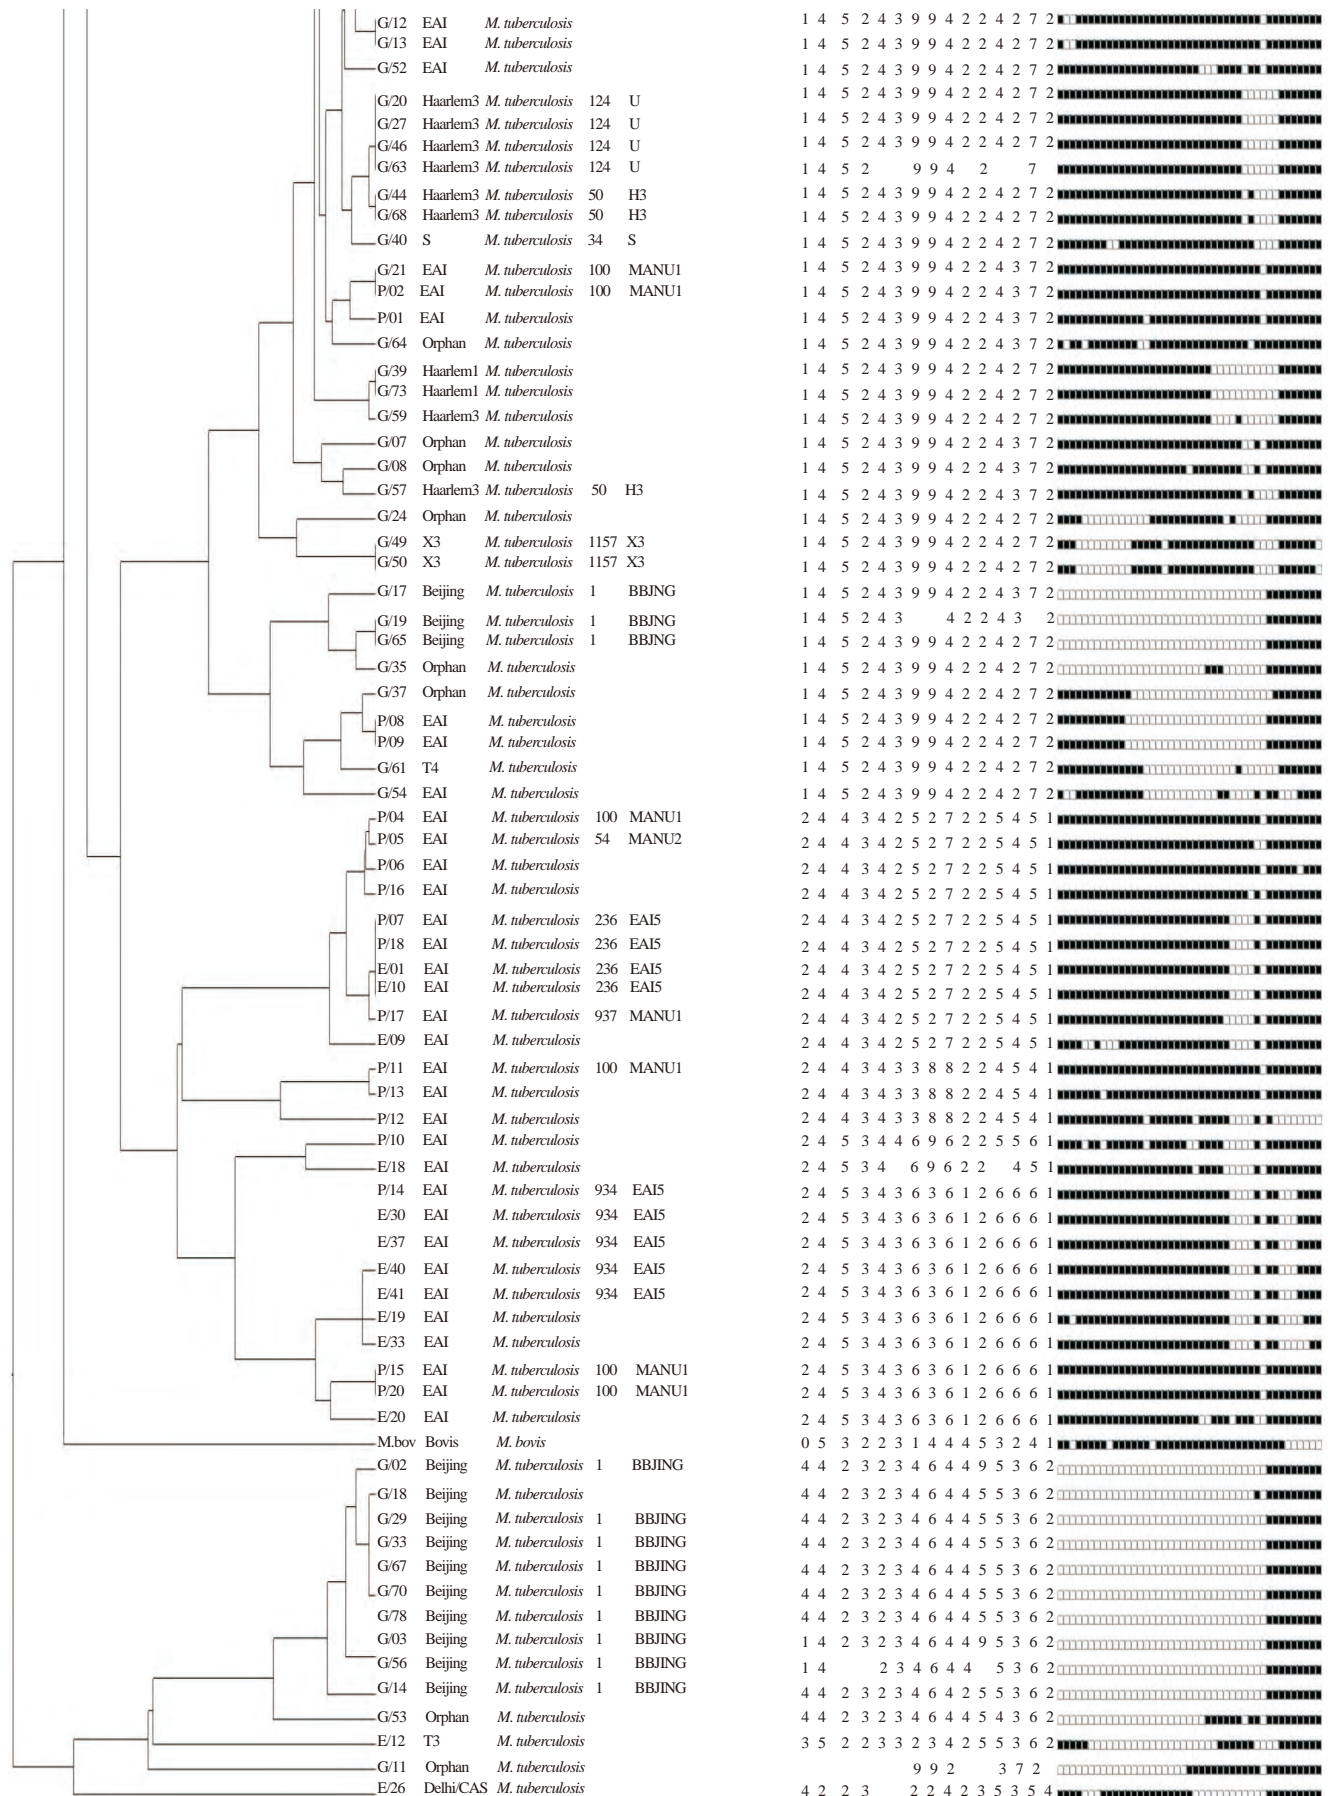 G/12 EAI M. tuberculosis 1 4 5 2 4 3 9 9 4 2 2 4 2 7 2
G/13 EAI M. tuberculosis 1 4 5 2 4 3 9 9 4 2 2 4 2 7 2
G/52 EAI M. tuberculosis 1 4 5 2 4 3 9 9 4 2 2 4 2 7 2
G/20 Haarlem3 M. tuberculosis 124 U 1 4 5 2 4 3 9 9 4 2 2 4 2 7 2
G/27 Haarlem3 M. tuberculosis 124 U 1 4 5 2 4 3 9 9 4 2 2 4 2 7 2
G/46 Haarlem3 M. tuberculosis 124 U 1 4 5 2 4 3 9 9 4 2 2 4 2 7 2
G/63 Haarlem3 M. tuberculosis 124 U 1 4 5 2 9 9 4 2 7
G/44 Haarlem3 M. tuberculosis 50 H3 1 4 5 2 4 3 9 9 4 2 2 4 2 7 2
G/68 Haarlem3 M. tuberculosis 50 H3 1 4 5 2 4 3 9 9 4 2 2 4 2 7 2
G/40 S M. tuberculosis 34 S 1 4 5 2 4 3 9 9 4 2 2 4 2 7 2
G/21 EAI M. tuberculosis 100 MANU1 1 4 5 2 4 3 9 9 4 2 2 4 3 7 2
P/02 EAI M. tuberculosis 100 MANU1 1 4 5 2 4 3 9 9 4 2 2 4 3 7 2
P/01 EAI M. tuberculosis 1 4 5 2 4 3 9 9 4 2 2 4 3 7 2
G/64 Orphan M. tuberculosis 1 4 5 2 4 3 9 9 4 2 2 4 3 7 2
G/39 Haarlem1 M. tuberculosis 1 4 5 2 4 3 9 9 4 2 2 4 3 7 2
G/73 Haarlem1 M. tuberculosis 1 4 5 2 4 3 9 9 4 2 2 4 3 7 2
G/59 Haarlem3 M. tuberculosis 1 4 5 2 4 3 9 9 4 2 2 4 3 7 2
G/07 Orphan M. tuberculosis 1 4 5 2 4 3 9 9 4 2 2 4 3 7 2
G/08 Orphan M. tuberculosis 1 4 5 2 4 3 9 9 4 2 2 4 3 7 2
G/57 Haarlem3 M. tuberculosis 50 H3 1 4 5 2 4 3 9 9 4 2 2 4 3 7 2
G/24 Orphan M. tuberculosis 1 4 5 2 4 3 9 9 4 2 2 4 2 7 2
G/49 X3 M. tuberculosis 1157 X3 1 4 5 2 4 3 9 9 4 2 2 4 2 7 2
G/50 X3 M. tuberculosis 1157 X3 1 4 5 2 4 3 9 9 4 2 2 4 2 7 2
G/17 Beijing M. tuberculosis 1 BBJNG 1 4 5 2 4 3 9 9 4 2 2 4 3 7 2
G/19 Beijing M. tuberculosis 1 BBJNG 1 4 5 2 4 3 4 2 2 4 3 2
G/65 Beijing M. tuberculosis 1 BBJNG 1 4 5 2 4 3 9 9 4 2 2 4 2 7 2
G/35 Orphan M. tuberculosis 1 4 5 2 4 3 9 9 4 2 2 4 2 7 2
G/37 Orphan M. tuberculosis 1 4 5 2 4 3 9 9 4 2 2 4 2 7 2
P/08 EAI M. tuberculosis 1 4 5 2 4 3 9 9 4 2 2 4 2 7 2
P/09 EAI M. tuberculosis 1 4 5 2 4 3 9 9 4 2 2 4 2 7 2
G/61 T4 M. tuberculosis 1 4 5 2 4 3 9 9 4 2 2 4 2 7 2
G/54 EAI M. tuberculosis 1 4 5 2 4 3 9 9 4 2 2 4 2 7 2
P/04 EAI M. tuberculosis 100 MANU1 2 4 4 3 4 2 5 2 7 2 2 5 4 5 1
P/05 EAI M. tuberculosis 54 MANU2 2 4 4 3 4 2 5 2 7 2 2 5 4 5 1
P/06 EAI M. tuberculosis 2 4 4 3 4 2 5 2 7 2 2 5 4 5 1
P/16 EAI M. tuberculosis 2 4 4 3 4 2 5 2 7 2 2 5 4 5 1
P/07 EAI M. tuberculosis 236 EAI5 2 4 4 3 4 2 5 2 7 2 2 5 4 5 1
P/18 EAI M. tuberculosis 236 EAI5 2 4 4 3 4 2 5 2 7 2 2 5 4 5 1
E/01 EAI M. tuberculosis 236 EAI5 2 4 4 3 4 2 5 2 7 2 2 5 4 5 1
E/10 EAI M. tuberculosis 236 EAI5 2 4 4 3 4 2 5 2 7 2 2 5 4 5 1
P/17 EAI M. tuberculosis 937 MANU1 2 4 4 3 4 2 5 2 7 2 2 5 4 5 1
E/09 EAI M. tuberculosis 2 4 4 3 4 2 5 2 7 2 2 5 4 5 1
P/11 EAI M. tuberculosis 100 MANU1 2 4 4 3 4 3 3 8 8 2 2 4 5 4 1
P/13 EAI M. tuberculosis 2 4 4 3 4 3 3 8 8 2 2 4 5 4 1
P/12 EAI M. tuberculosis 2 4 4 3 4 3 3 8 8 2 2 4 5 4 1
P/10 EAI M. tuberculosis 2 4 5 3 4 4 6 9 6 2 2 5 5 6 1
E/18 EAI M. tuberculosis 2 4 5 3 4 6 9 6 2 2 4 5 1
P/14 EAI M. tuberculosis 934 EAI5 2 4 5 3 4 3 6 3 6 1 2 6 6 6 1
E/30 EAI M. tuberculosis 934 EAI5 2 4 5 3 4 3 6 3 6 1 2 6 6 6 1
E/37 EAI M. tuberculosis 934 EAI5 2 4 5 3 4 3 6 3 6 1 2 6 6 6 1
E/40 EAI M. tuberculosis 934 EAI5 2 4 5 3 4 3 6 3 6 1 2 6 6 6 1
E/41 EAI M. tuberculosis 934 EAI5 2 4 5 3 4 3 6 3 6 1 2 6 6 6 1
E/19 EAI M. tuberculosis 2 4 5 3 4 3 6 3 6 1 2 6 6 6 1
E/33 EAI M. tuberculosis 2 4 5 3 4 3 6 3 6 1 2 6 6 6 1
P/15 EAI M. tuberculosis 100 MANU1 2 4 5 3 4 3 6 3 6 1 2 6 6 6 1
P/20 EAI M. tuberculosis 100 MANU1 2 4 5 3 4 3 6 3 6 1 2 6 6 6 1
E/20 EAI M. tuberculosis 2 4 5 3 4 3 6 3 6 1 2 6 6 6 1
M.bov Bovis M. bovis 0 5 3 2 2 3 1 4 4 4 5 3 2 4 1
G/02 Beijing M. tuberculosis 1 BBJING 4 4 2 3 2 3 4 6 4 4 9 5 3 6 2
G/18 Beijing M. tuberculosis 4 4 2 3 2 3 4 6 4 4 5 5 3 6 2
G/29 Beijing M. tuberculosis 1 BBJING 4 4 2 3 2 3 4 6 4 4 5 5 3 6 2
G/33 Beijing M. tuberculosis 1 BBJING 4 4 2 3 2 3 4 6 4 4 5 5 3 6 2
G/67 Beijing M. tuberculosis 1 BBJING 4 4 2 3 2 3 4 6 4 4 5 5 3 6 2
G/70 Beijing M. tuberculosis 1 BBJING 4 4 2 3 2 3 4 6 4 4 5 5 3 6 2
G/78 Beijing M. tuberculosis 1 BBJING 4 4 2 3 2 3 4 6 4 4 5 5 3 6 2
G/03 Beijing M. tuberculosis 1 BBJING 1 4 2 3 2 3 4 6 4 4 9 5 3 6 2
G/56 Beijing M. tuberculosis 1 BBJING 1 4 2 3 4 6 4 4 5 3 6 2
G/14 Beijing M. tuberculosis 1 BBJING 4 4 2 3 2 3 4 6 4 2 5 5 3 6 2
G/53 Orphan M. tuberculosis 4 4 2 3 2 3 4 6 4 4 5 4 3 6 2
E/12 T3 M. tuberculosis 3 5 2 2 3 3 2 3 4 2 5 5 3 6 2
G/11 Orphan M. tuberculosis 9 9 2 3 7 2
E/26 Delhi/CAS M. tuberculosis 4 2 2 3 2 2 4 2 3 5 3 5 4